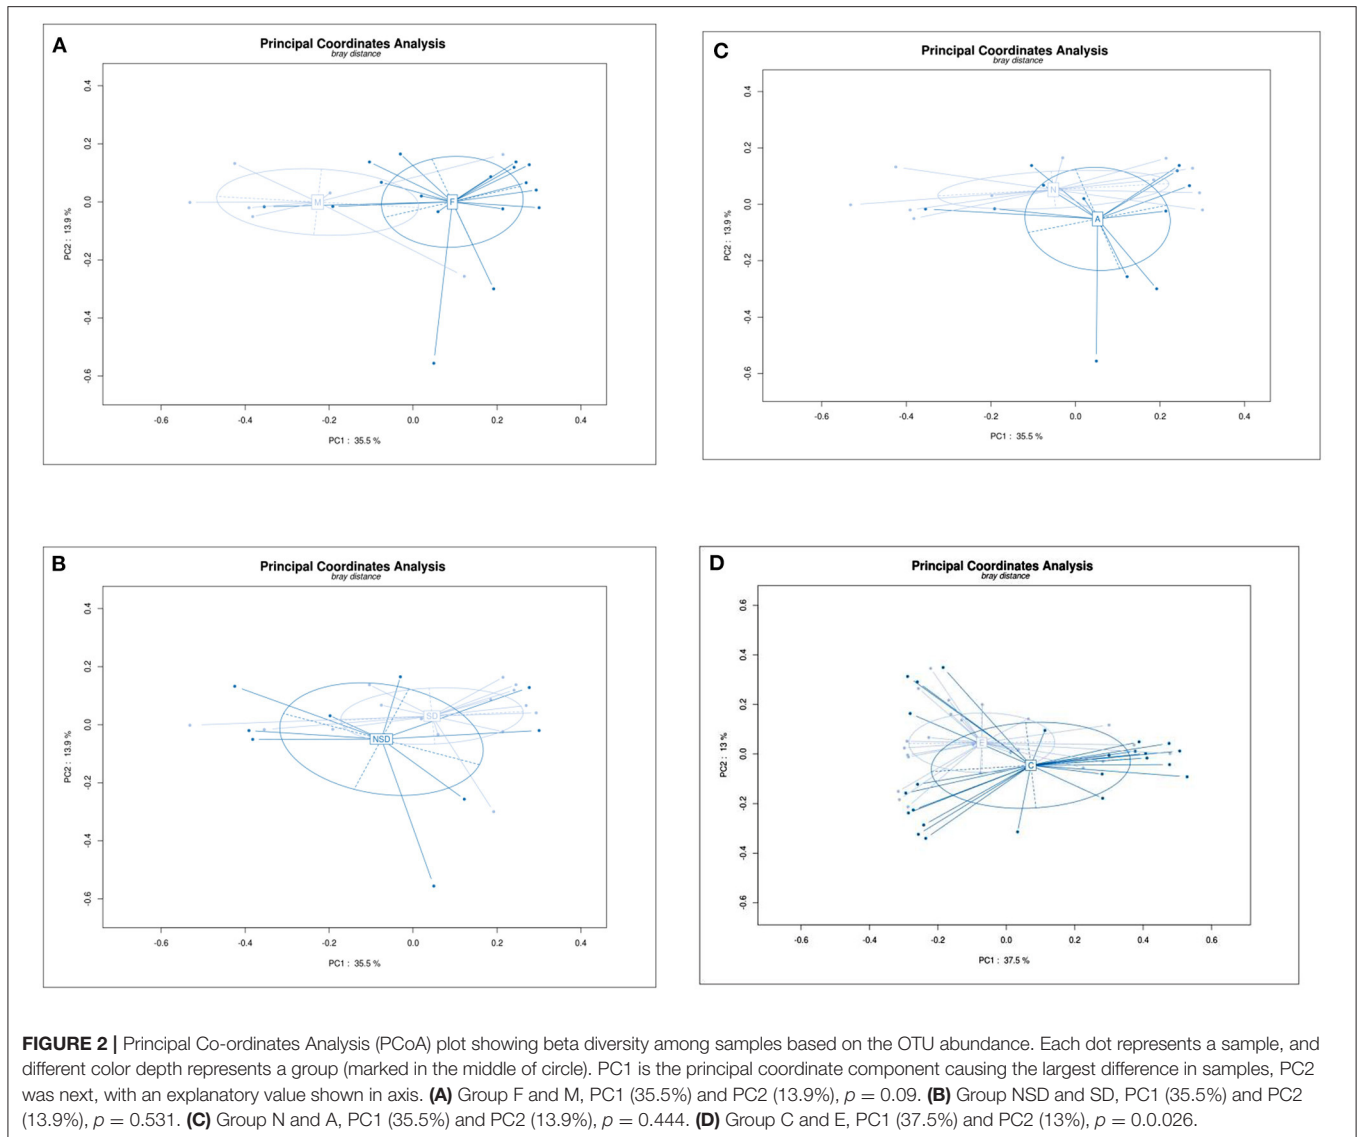 A
Principal Coordinates Analysis
bray distance
0.4
0.2
0.0
-0.2
-0.4
-0.6
PC2 : 13.9 %
M
F
-0.6 -0.4 -0.2 0.0 0.2 0.4
PC1 : 35.5 %
C
Principal Coordinates Analysis
bray distance
0.4
0.2
0.0
-0.2
-0.4
-0.6
PC2 : 13.9 %
N
A
-0.6 -0.4 -0.2 0.0 0.2 0.4
PC1 : 35.5 %
B
Principal Coordinates Analysis
bray distance
0.4
0.2
0.0
-0.2
-0.4
-0.6
PC2 : 13.9 %
SD
NSD
-0.6 -0.4 -0.2 0.0 0.2 0.4
PC1 : 35.5 %
D
Principal Coordinates Analysis
bray distance
0.6
0.4
0.2
0.0
-0.2
-0.4
-0.6
PC2 : 13 %
E
C
-0.6 -0.4 -0.2 0.0 0.2 0.4 0.6
PC1 : 37.5 %
FIGURE 2 | Principal Co-ordinates Analysis (PCoA) plot showing beta diversity among samples based on the OTU abundance. Each dot represents a sample, and
different color depth represents a group (marked in the middle of circle). PC1 is the principal coordinate component causing the largest difference in samples, PC2
was next, with an explanatory value shown in axis. (A) Group F and M, PC1 (35.5%) and PC2 (13.9%), p = 0.09. (B) Group NSD and SD, PC1 (35.5%) and PC2
(13.9%), p = 0.531. (C) Group N and A, PC1 (35.5%) and PC2 (13.9%), p = 0.444. (D) Group C and E, PC1 (37.5%) and PC2 (13%), p = 0.0.026.